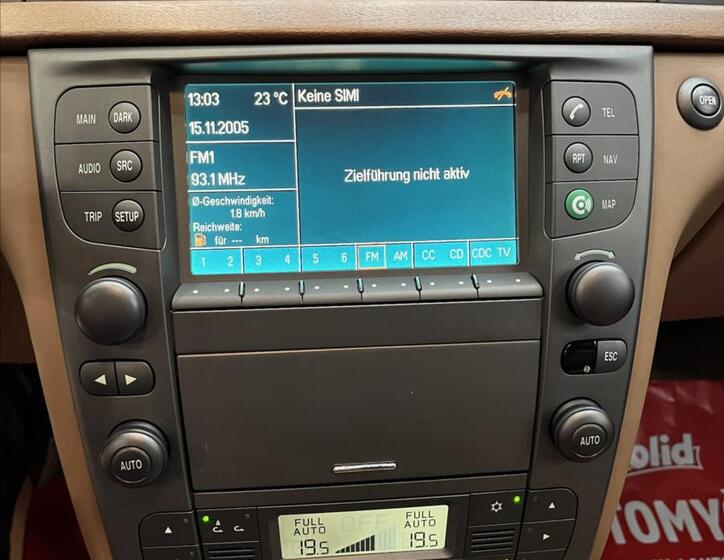 13:03 23 °C
Keine SIM!
15.11.2005
FM1
93.1 MHz
Zielführung nicht aktiv
Ø-Geschwindigkeit:
1.8 km/h
Reichweite:
für --- km
1 2 3 4 5 6 FM AM CC CD CDC TV
MAIN DARK
AUDIO SRC
TRIP SETUP
TEL
RPT NAV
MAP
OPEN
ESC
AUTO
AUTO
FULL AUTO
19.5
OFF
FULL AUTO
19.5
olid
TOMY